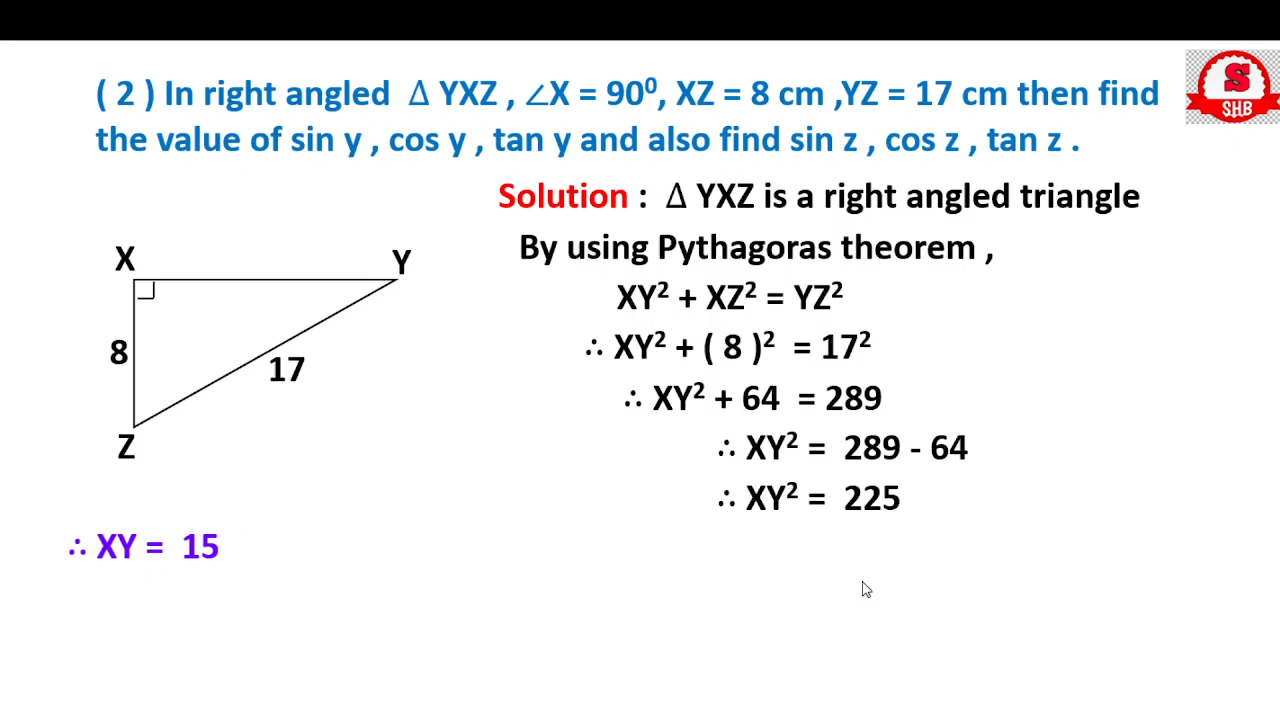 ( 2 ) In right angled Δ YXZ , ∠X = 90⁰, XZ = 8 cm ,YZ = 17 cm then find
the value of sin y , cos y , tan y and also find sin z , cos z , tan z .
S
SHB
Solution : Δ YXZ is a right angled triangle
By using Pythagoras theorem ,
XY² + XZ² = YZ²
∴ XY² + ( 8 )² = 17²
∴ XY² + 64 = 289
∴ XY² = 289 - 64
∴ XY² = 225
X
Y
8
17
Z
∴ XY = 15